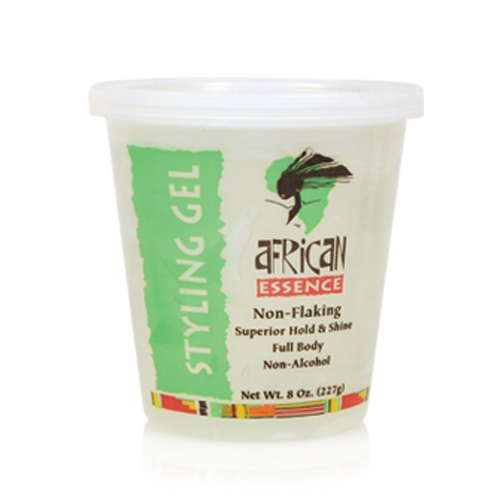 STYLING GEL
AFRICAN
ESSENCE
Non-Flaking
Superior Hold & Shine
Full Body
Non-Alcohol
Net Wt. 8 Oz. (227g)